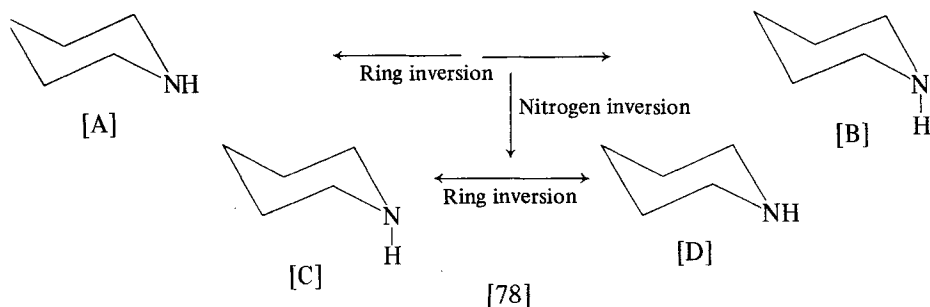 NH
Ring inversion
N
H
[A]
Nitrogen inversion
[B]
Ring inversion
N
H
NH
[C]
[D]
[78]